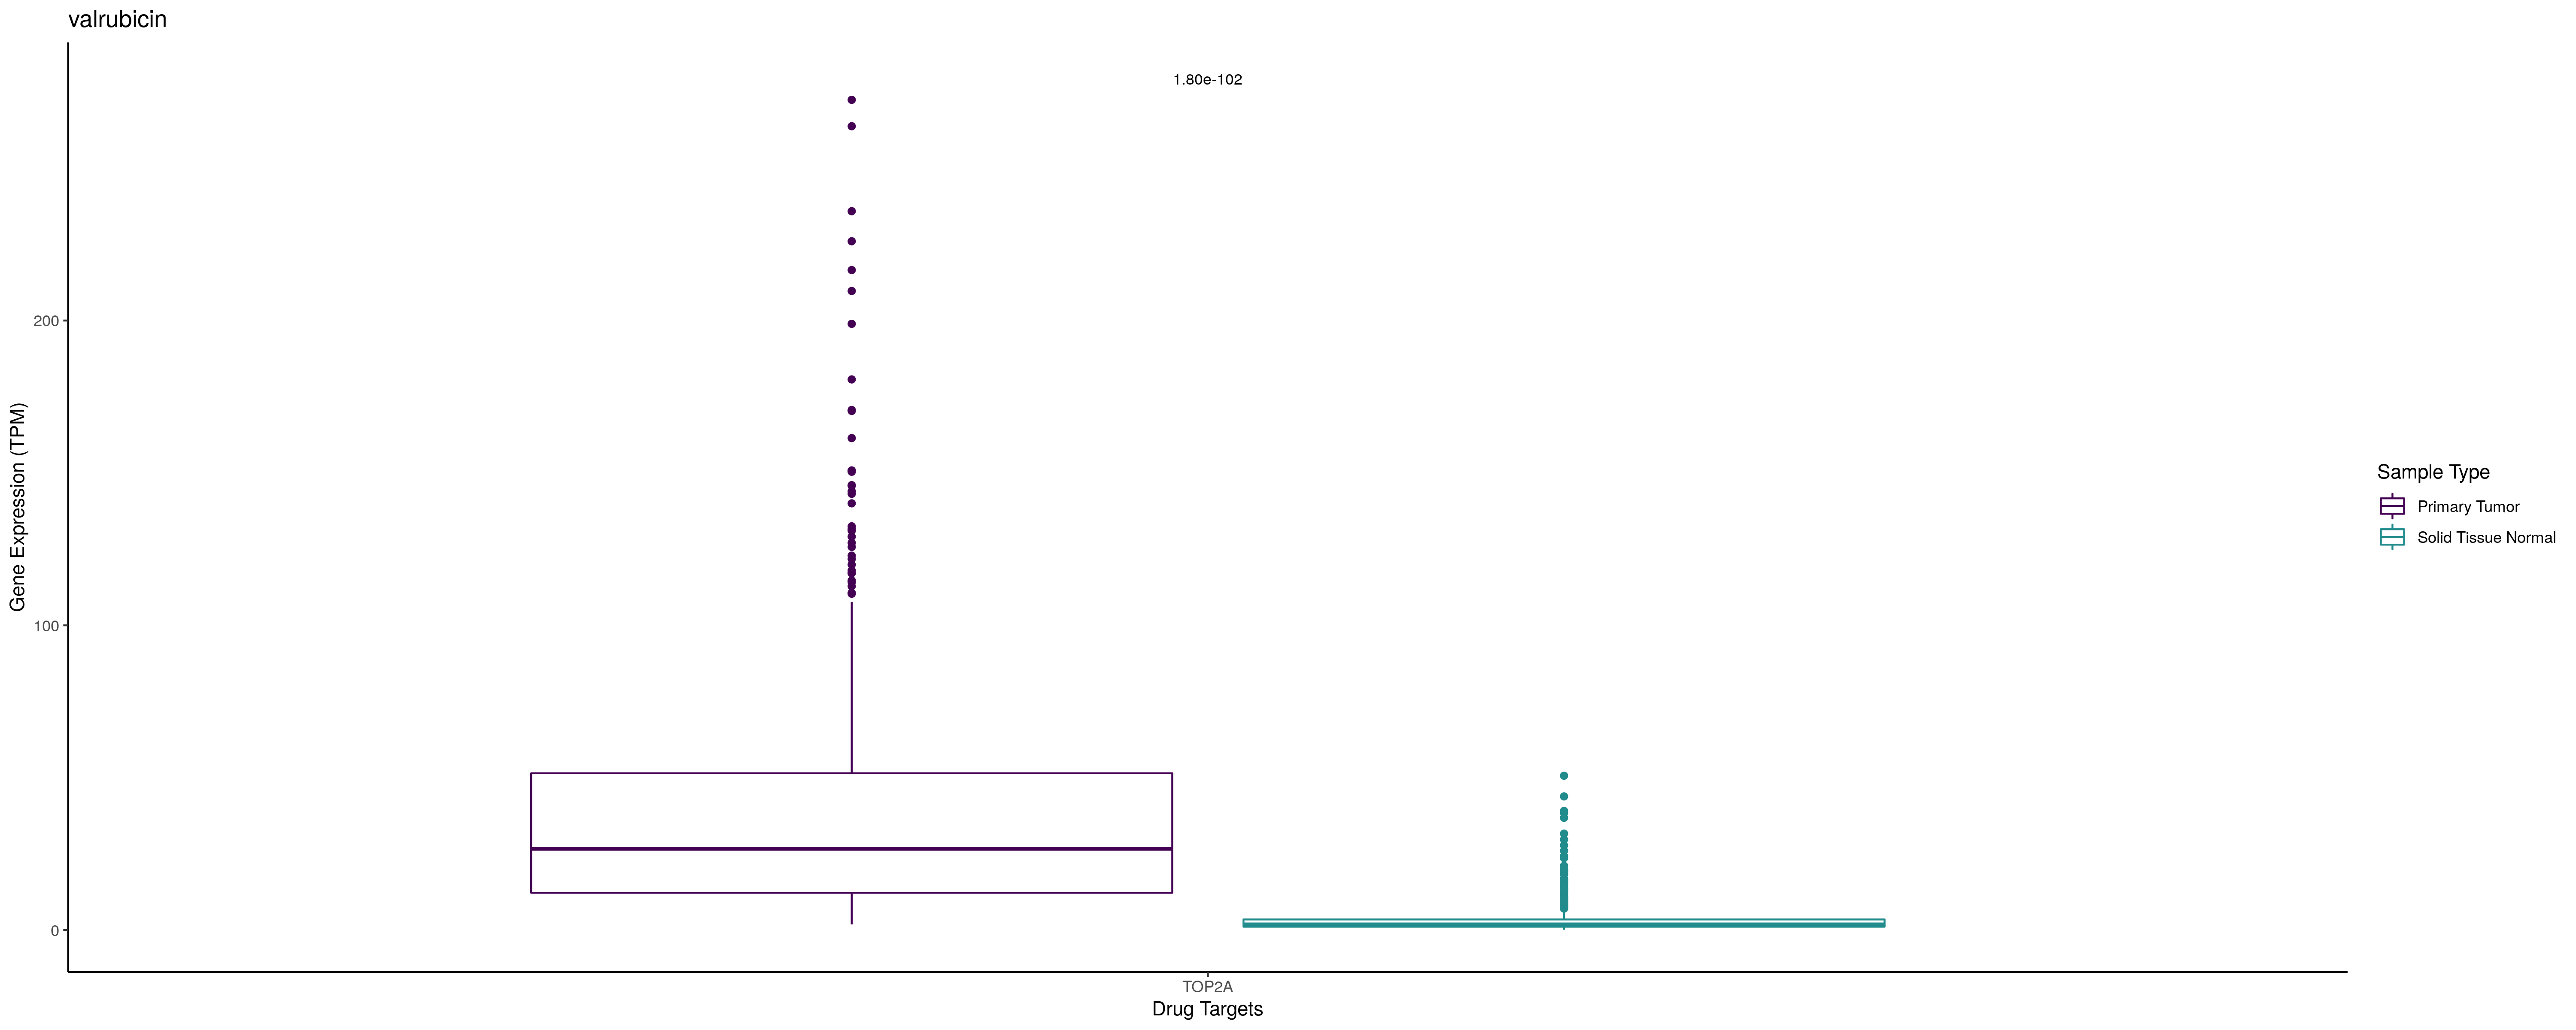 valrubicin
1.80e-102
200
100
0
Gene Expression (TPM)
TOP2A
Drug Targets
Sample Type
Primary Tumor
Solid Tissue Normal